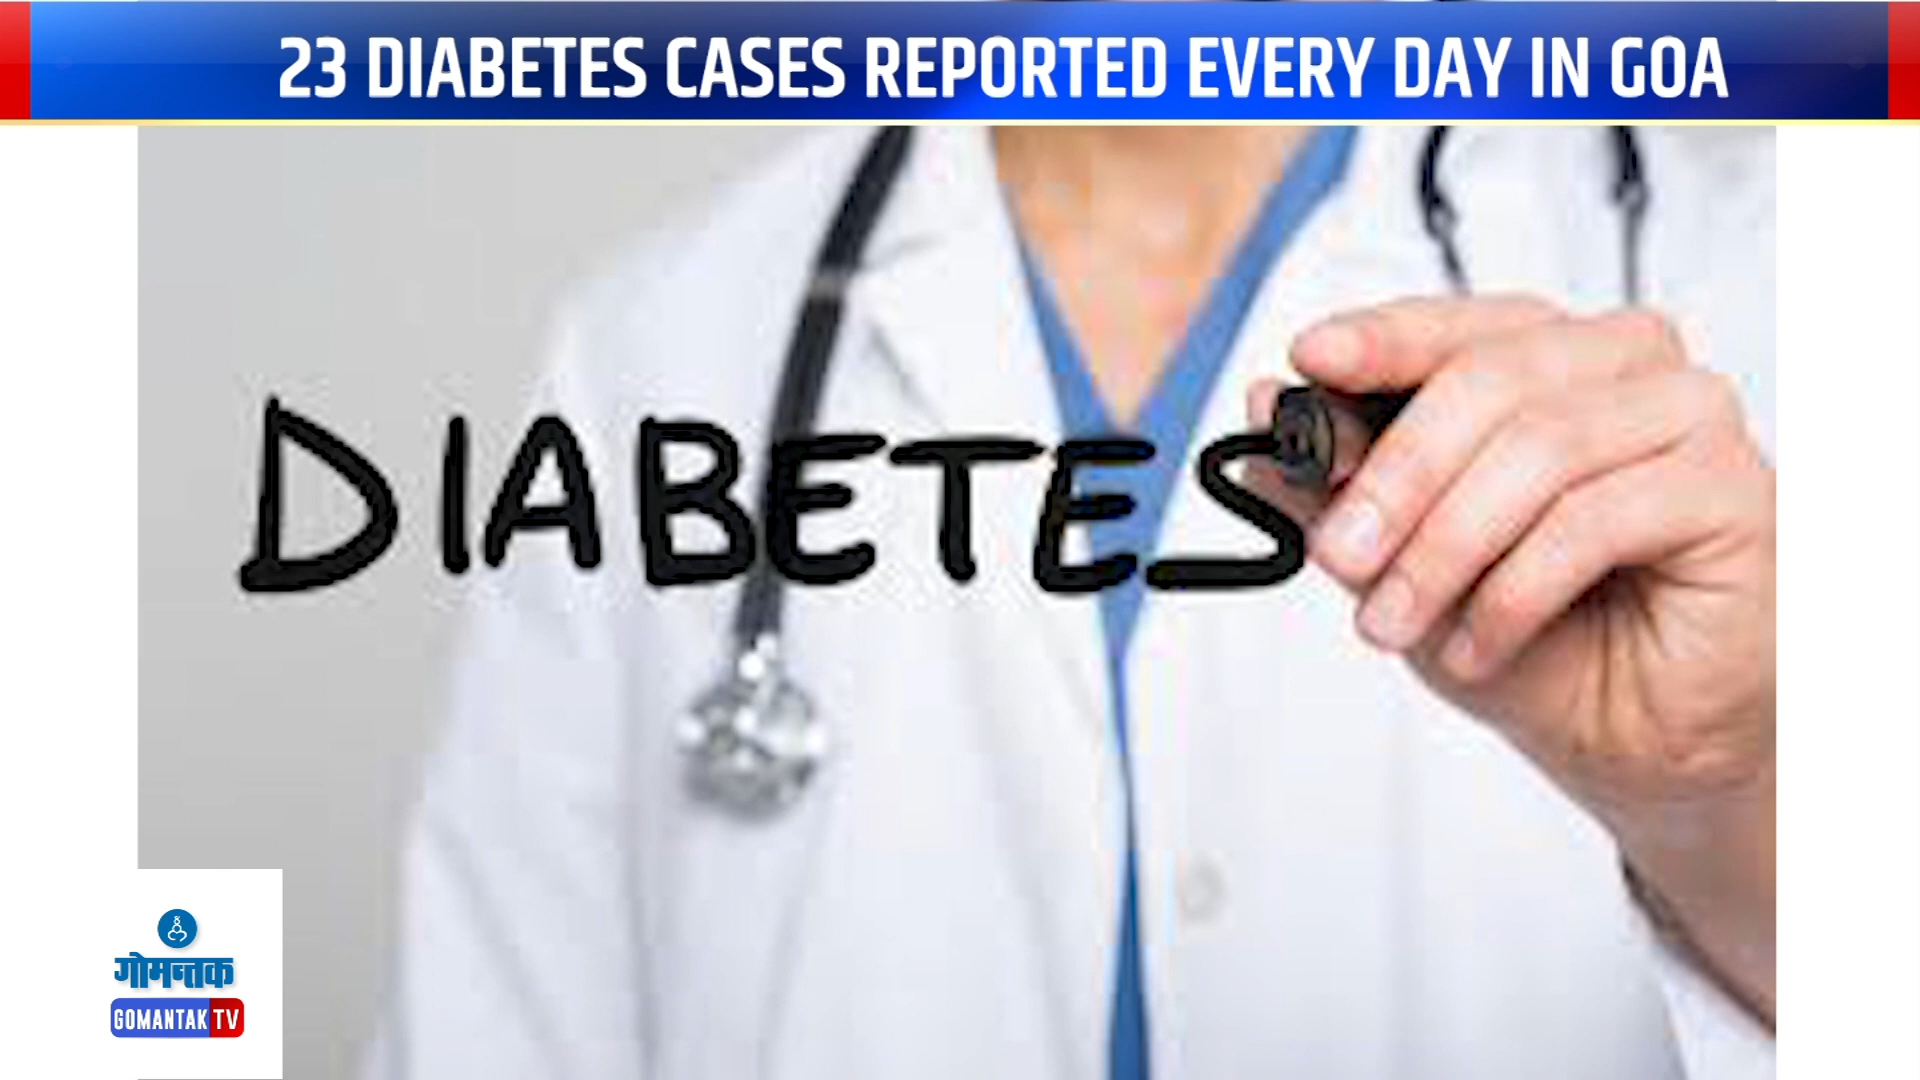 23 DIABETES CASES REPORTED EVERY DAY IN GOA
DIABETES
गोमन्तक
GOMANTAK TV